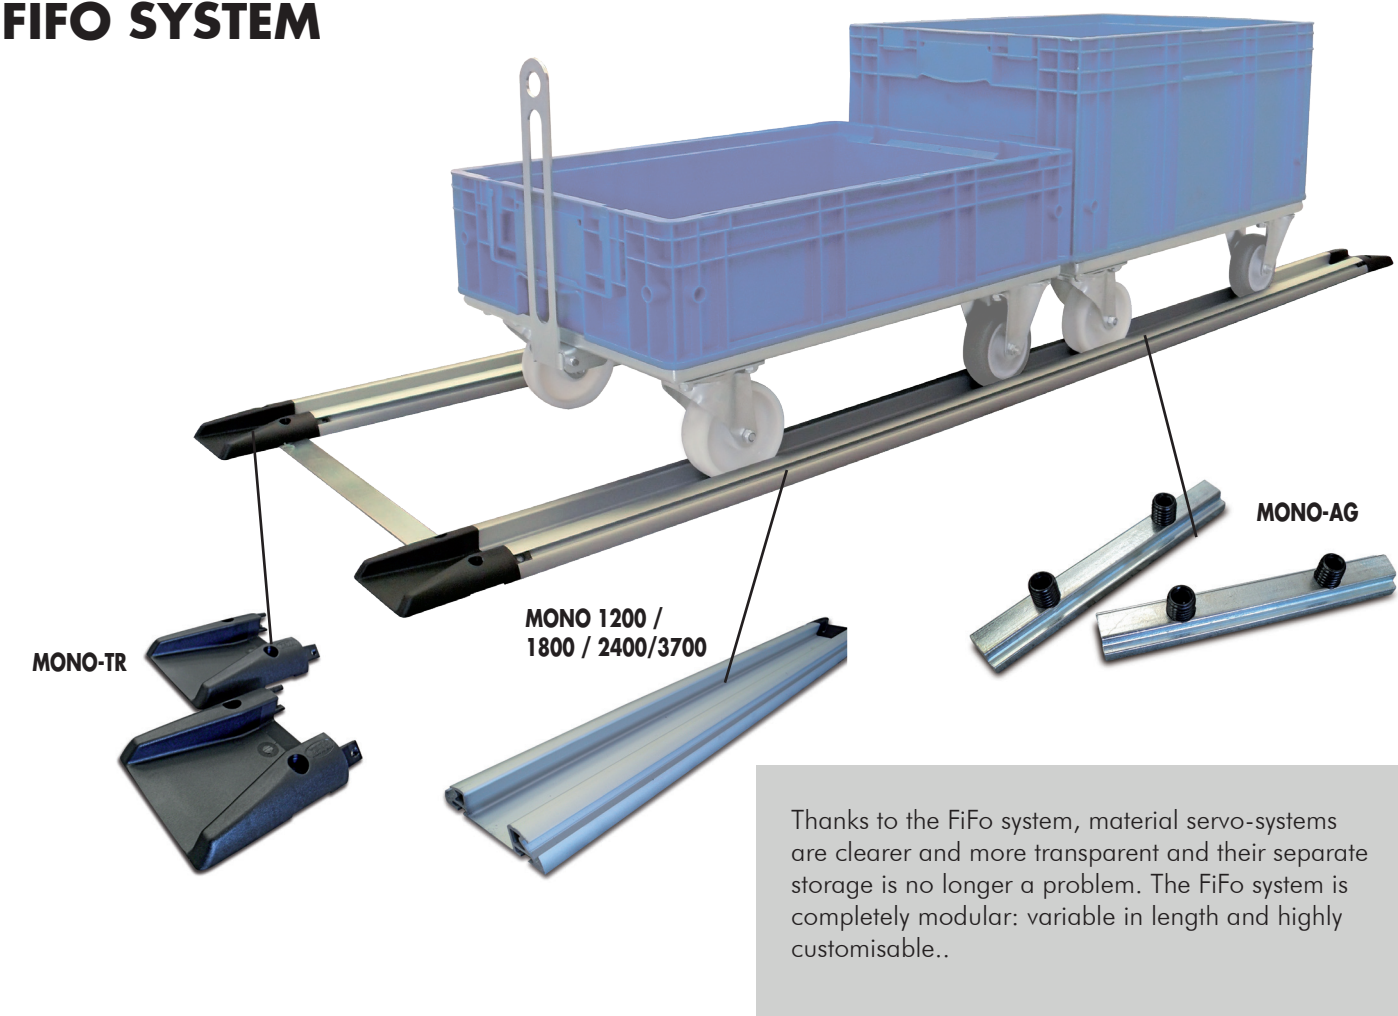 FIFO SYSTEM
MONO-AG
MONO 1200 /
1800 / 2400/3700
MONO-TR
Thanks to the FiFo system, material servo-systems
are clearer and more transparent and their separate
storage is no longer a problem. The FiFo system is
completely modular: variable in length and highly
customisable..